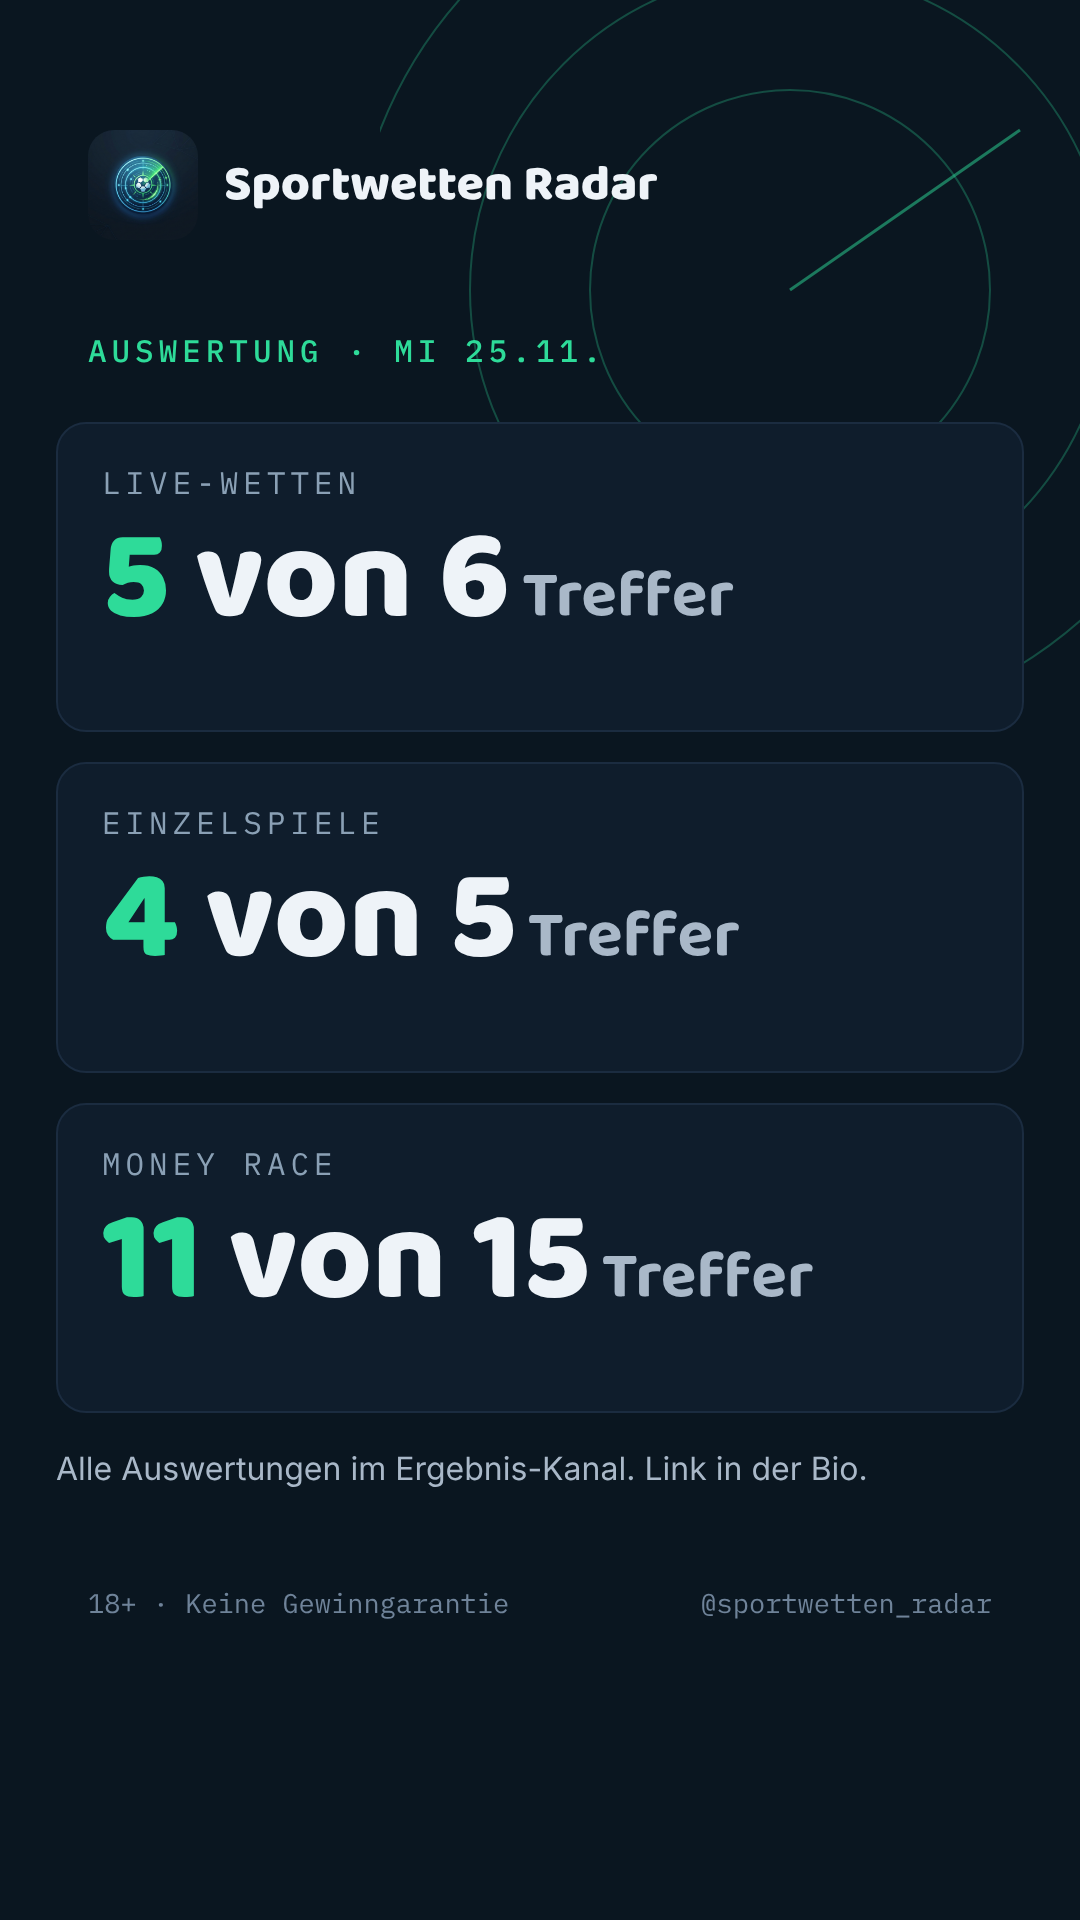 Sportwetten Radar
AUSWERTUNG · MI 25.11.
LIVE-WETTEN
5 von 6 Treffer
EINZELSPIELE
4 von 5 Treffer
MONEY RACE
11 von 15 Treffer
Alle Auswertungen im Ergebnis-Kanal. Link in der Bio.
18+ · Keine Gewinngarantie @sportwetten_radar